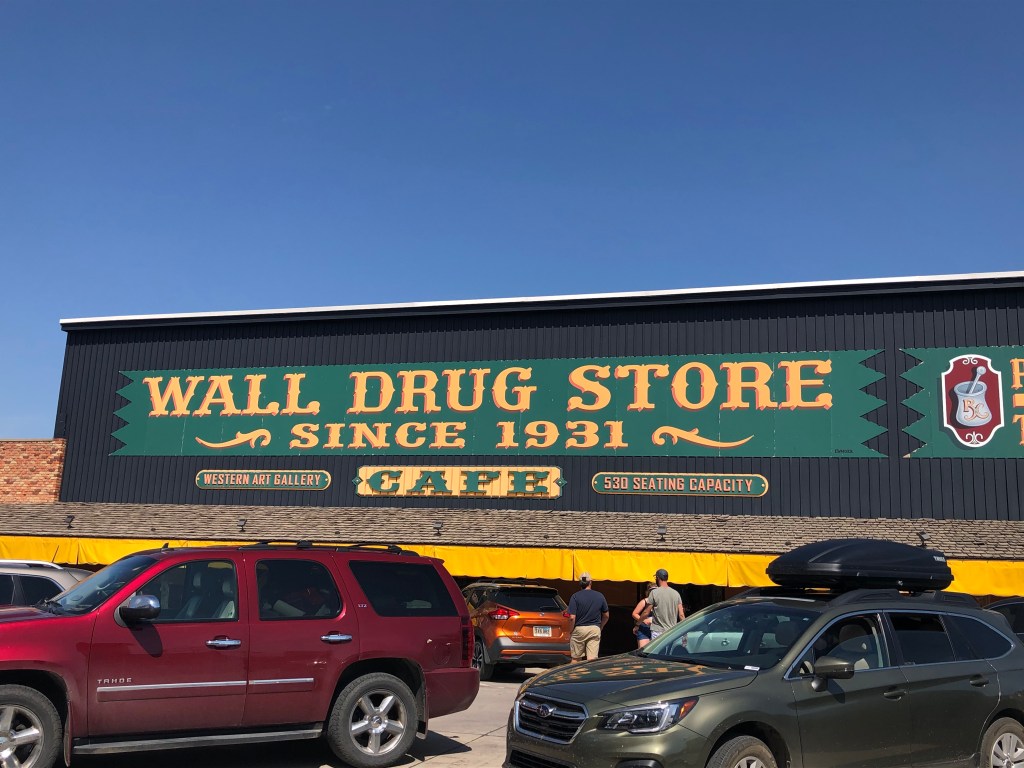 WALL DRUG STORE
SINCE 1931
WESTERN ART GALLERY
CAFE
530 SEATING CAPACITY
TAHOE